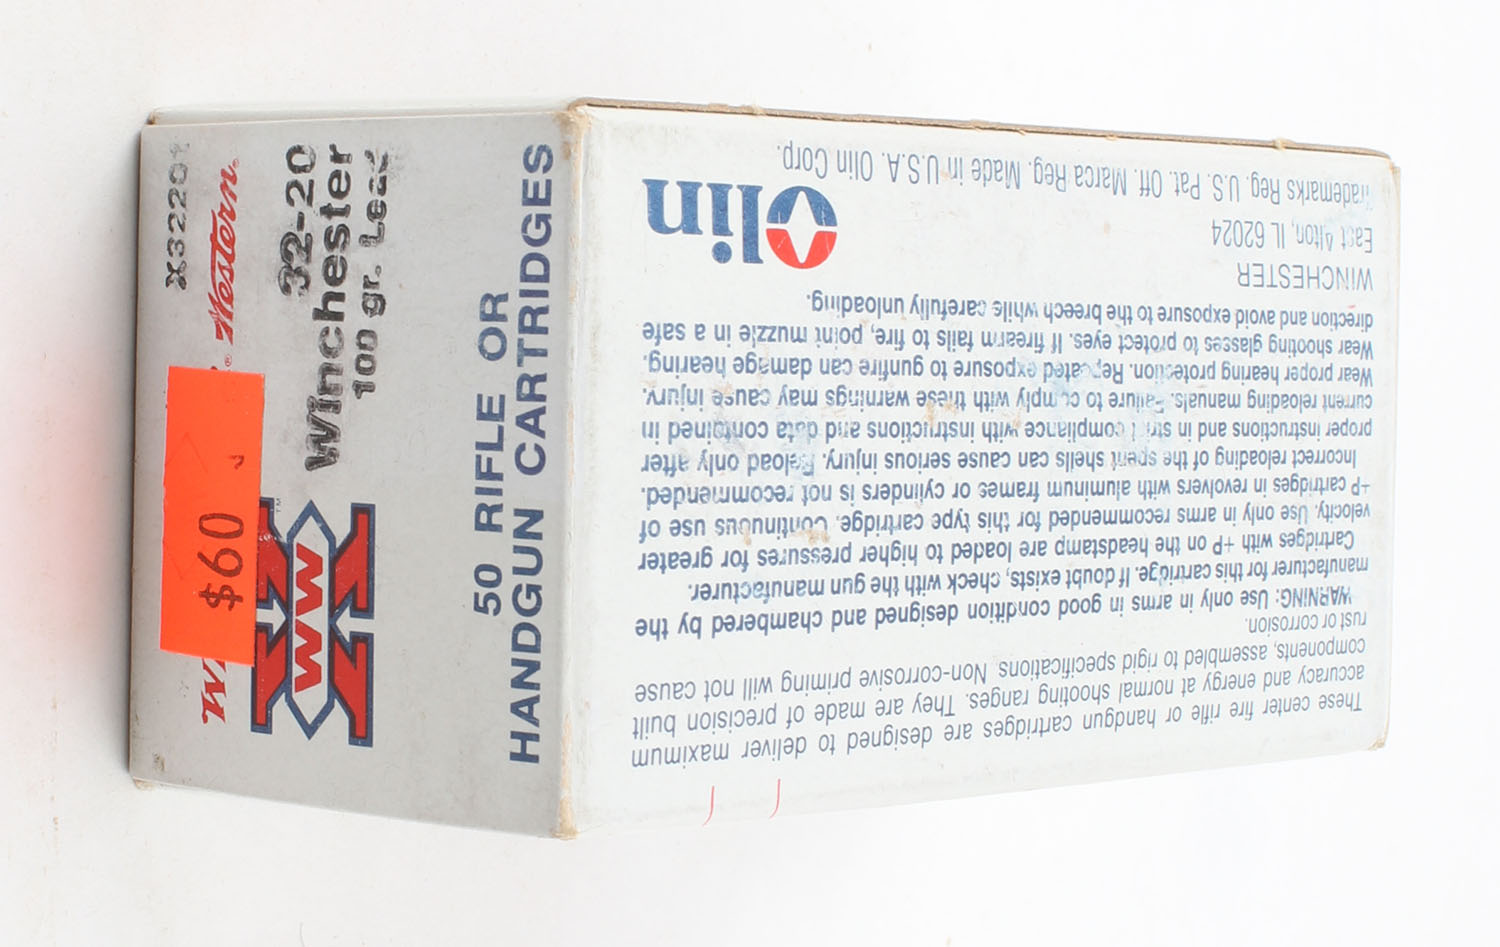 X32201
Western®
32-20
Winchester
100 gr. Lead
$60
WW
™
50 RIFLE OR
HANDGUN CARTRIDGES
These center fire rifle or handgun cartridges are designed to deliver maximum
accuracy and energy at normal shooting ranges. They are made of precision built
components, assembled to rigid specifications. Non-corrosive priming will not cause
rust or corrosion.
WARNING: Use only in arms in good condition designed and chambered by the
manufacturer for this cartridge. If doubt exists, check with the gun manufacturer.
Cartridges with +P on the headstamp are loaded to higher pressures for greater
velocity. Use only in arms recommended for this type cartridge. Continuous use of
+P cartridges in revolvers with aluminum frames or cylinders is not recommended.
Incorrect reloading of the spent shells can cause serious injury. Reload only after
proper instructions and in strict compliance with instructions and data contained in
current reloading manuals. Failure to comply with these warnings may cause injury.
Wear proper hearing protection. Repeated exposure to gunfire can damage hearing.
Wear shooting glasses to protect eyes. If firearm fails to fire, point muzzle in a safe
direction and avoid exposure to the breech while carefully unloading.
WINCHESTER
East Alton, IL 62024
Trademarks Reg. U.S. Pat. Off. Marca Reg. Made in U.S.A. Olin Corp.
Olin